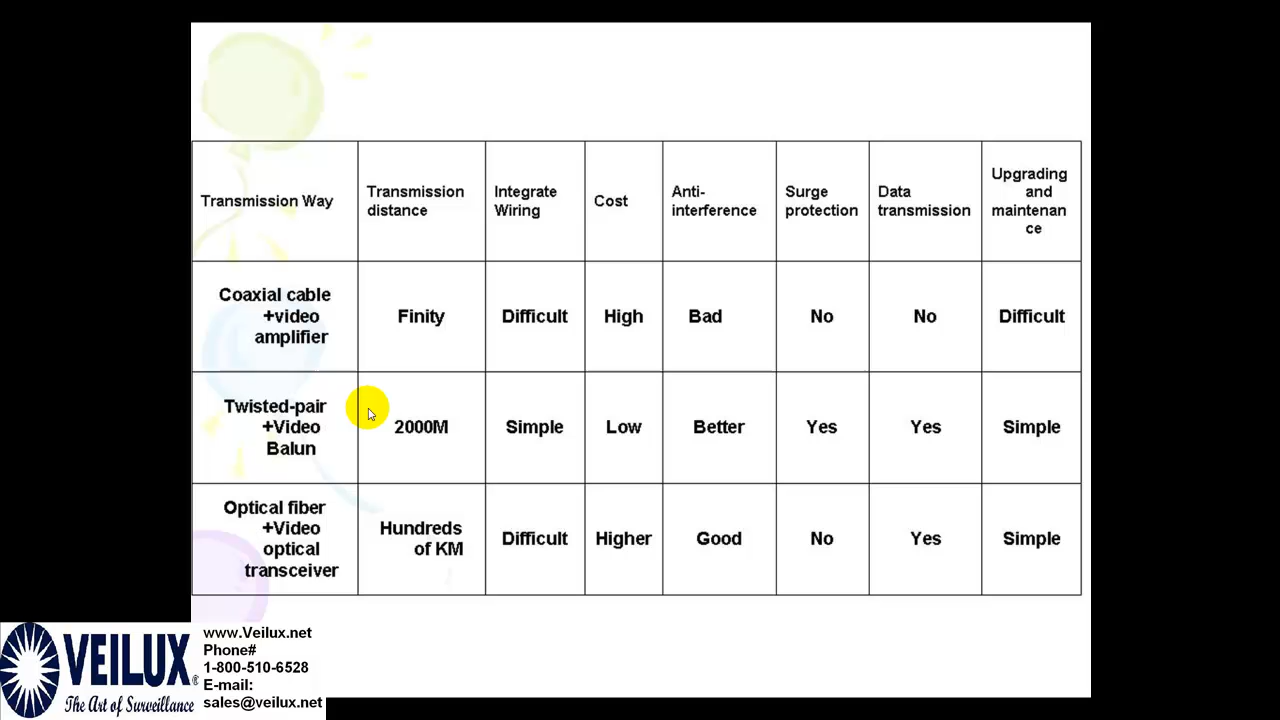 Transmission Way
Transmission
distance
Integrate
Wiring
Cost
Anti-
interference
Surge
protection
Data
transmission
Upgrading
and
maintenan
ce
Coaxial cable
+video
amplifier
Finity
Difficult
High
Bad
No
No
Difficult
Twisted-pair
+Video
Balun
2000M
Simple
Low
Better
Yes
Yes
Simple
Optical fiber
+Video
optical
transceiver
Hundreds
of KM
Difficult
Higher
Good
No
Yes
Simple
VEILUX®
The Art of Surveillance
www.Veilux.net
Phone#
1-800-510-6528
E-mail:
sales@veilux.net